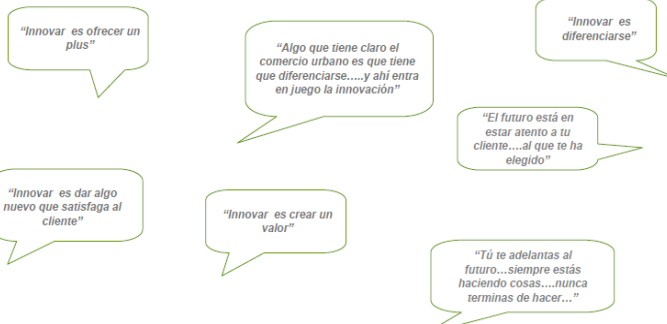 “Innovar es ofrecer un
plus”
“Algo que tiene claro el
comercio urbano es que tiene
que diferenciarse…..y ahí entra
en juego la innovación”
“Innovar es
diferenciarse”
“El futuro está en
estar atento a tu
cliente….al que te ha
elegido”
“Innovar es dar algo
nuevo que satisfaga al
cliente”
“Innovar es crear un
valor”
“Tú te adelantas al
futuro…siempre estás
haciendo cosas….nunca
terminas de hacer…”